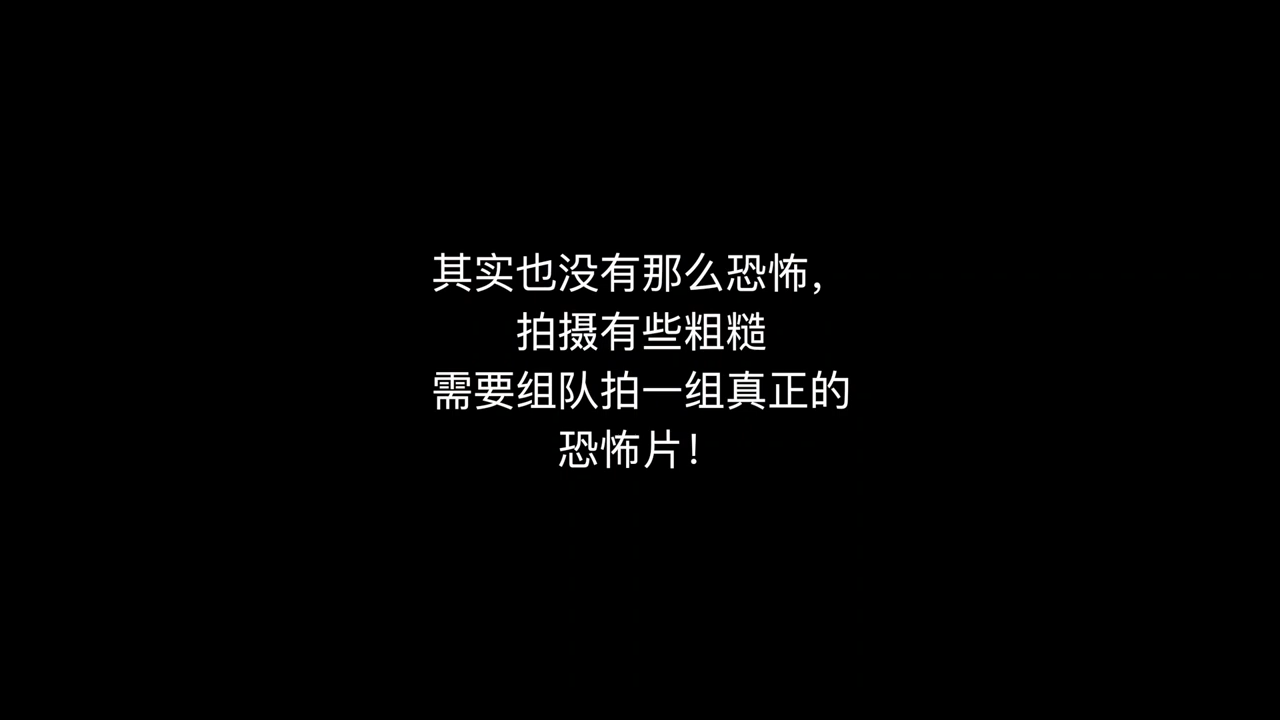 其实也没有那么恐怖，
拍摄有些粗糙
需要组队拍一组真正的
恐怖片！